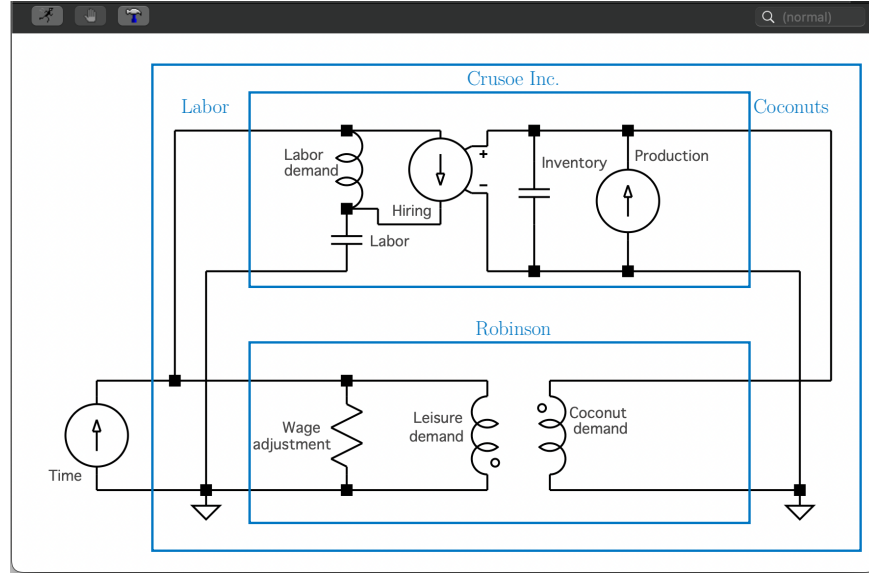 (normal)
Crusoe Inc.
Labor
Coconuts
Labor
demand
+
−
Inventory
Production
Hiring
Labor
Robinson
Wage
adjustment
Leisure
demand
Coconut
demand
Time